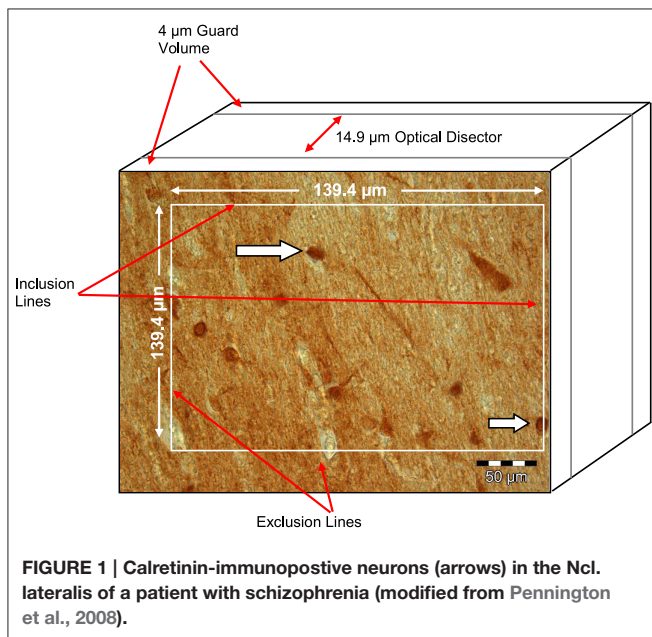 4 µm Guard
Volume
14.9 µm Optical Disector
139.4 µm
Inclusion
Lines
139.4 µm
50 µm
Exclusion Lines
FIGURE 1 | Calretinin-immunopostive neurons (arrows) in the Ncl.
lateralis of a patient with schizophrenia (modified from Pennington
et al., 2008).